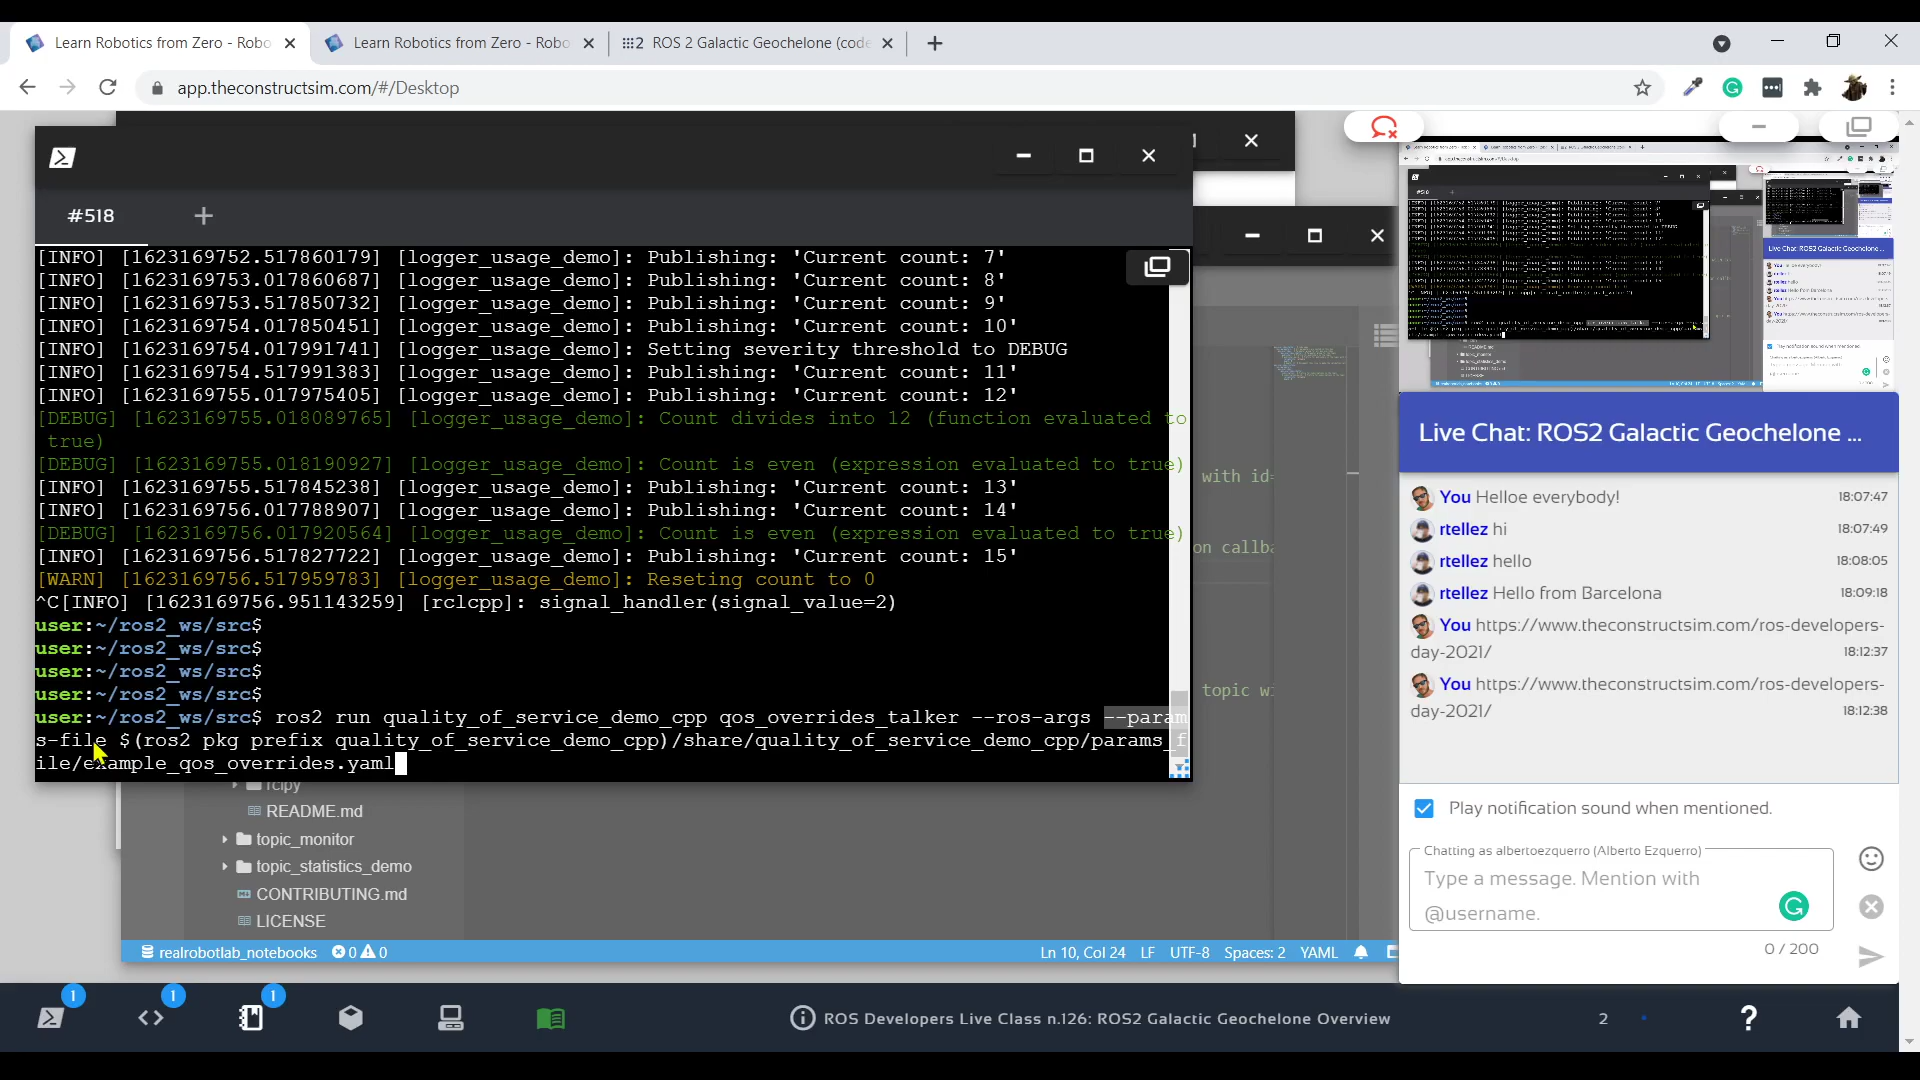 Learn Robotics from Zero - Robo
Learn Robotics from Zero - Robo
ROS 2 Galactic Geochelone (code
app.theconstructsim.com/#/Desktop
#518
[INFO] [1623169752.517860179] [logger_usage_demo]: Publishing: 'Current count: 7'
[INFO] [1623169753.017860687] [logger_usage_demo]: Publishing: 'Current count: 8'
[INFO] [1623169753.517850732] [logger_usage_demo]: Publishing: 'Current count: 9'
[INFO] [1623169754.017850451] [logger_usage_demo]: Publishing: 'Current count: 10'
[INFO] [1623169754.017991741] [logger_usage_demo]: Setting severity threshold to DEBUG
[INFO] [1623169754.517991383] [logger_usage_demo]: Publishing: 'Current count: 11'
[INFO] [1623169755.017975405] [logger_usage_demo]: Publishing: 'Current count: 12'
[DEBUG] [1623169755.018089765] [logger_usage_demo]: Count divides into 12 (function evaluated to
true)
[DEBUG] [1623169755.018190927] [logger_usage_demo]: Count is even (expression evaluated to true)
[INFO] [1623169755.517845238] [logger_usage_demo]: Publishing: 'Current count: 13'
[INFO] [1623169756.017788907] [logger_usage_demo]: Publishing: 'Current count: 14'
[DEBUG] [1623169756.017920564] [logger_usage_demo]: Count is even (expression evaluated to true)
[INFO] [1623169756.517827722] [logger_usage_demo]: Publishing: 'Current count: 15'
[WARN] [1623169756.517959783] [logger_usage_demo]: Reseting count to 0
^C[INFO] [1623169756.951143259] [rclcpp]: signal_handler(signal_value=2)
user:~/ros2_ws/src$
user:~/ros2_ws/src$
user:~/ros2_ws/src$
user:~/ros2_ws/src$
user:~/ros2_ws/src$ ros2 run quality_of_service_demo_cpp qos_overrides_talker --ros-args --param
s-file $(ros2 pkg prefix quality_of_service_demo_cpp)/share/quality_of_service_demo_cpp/params_f
ile/example_qos_overrides.yaml
with id=
on callba
topic wi
rclpy
README.md
topic_monitor
topic_statistics_demo
CONTRIBUTING.md
LICENSE
realrobotlab_notebooks 0 0
Ln 10, Col 24 LF UTF-8 Spaces: 2 YAML
Live Chat: ROS2 Galactic Geochelone ...
You Helloe everybody! 18:07:47
rtellez hi 18:07:49
rtellez hello 18:08:05
rtellez Hello from Barcelona 18:09:18
You https://www.theconstructsim.com/ros-developers-
day-2021/ 18:12:37
You https://www.theconstructsim.com/ros-developers-
day-2021/ 18:12:38
Play notification sound when mentioned.
Chatting as albertoezquerro (Alberto Ezquerro)
Type a message. Mention with
@username.
0 / 200
1
1
1
ROS Developers Live Class n.126: ROS2 Galactic Geochelone Overview
2